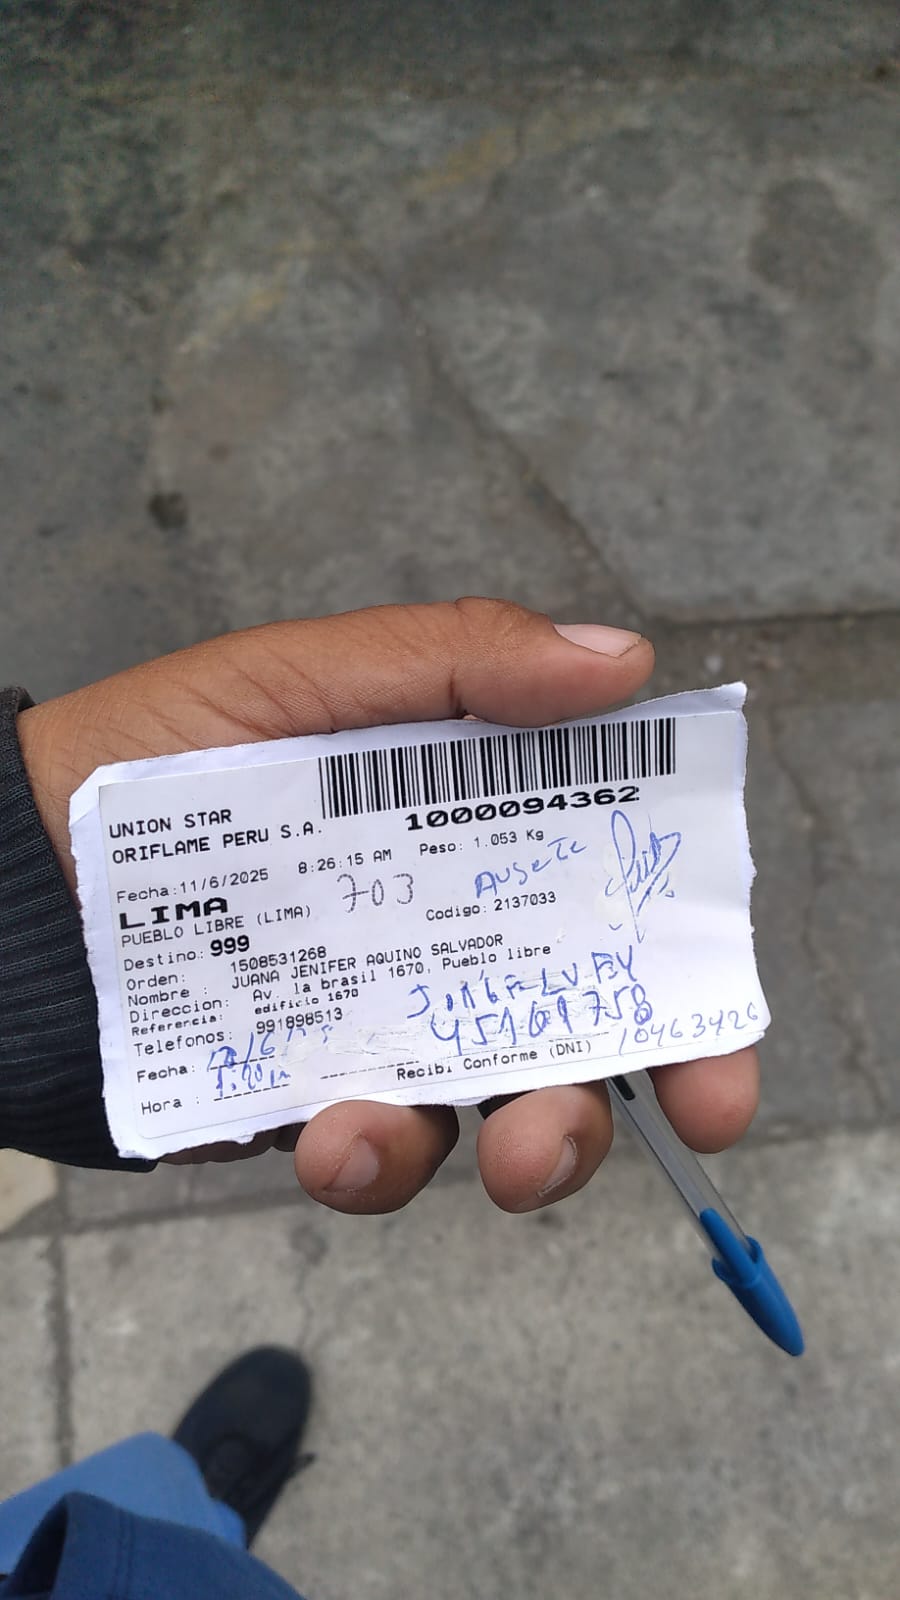 UNION STAR
ORIFLAME PERU S.A.
1000094362
Fecha:11/6/2025 8:26:15 AM Peso: 1.053 Kg
703
LIMA
PUEBLO LIBRE (LIMA) Codigo: 2137033
Destino: 999
Orden: 1508531268
Nombre : JUANA JENIFER AQUINO SALVADOR
Direccion: Av. la brasil 1670, Pueblo libre
Referencia: edificio 1670
Telefonos: 991898513
Fecha:
Hora :
Recibi Conforme (DNI)
10463426